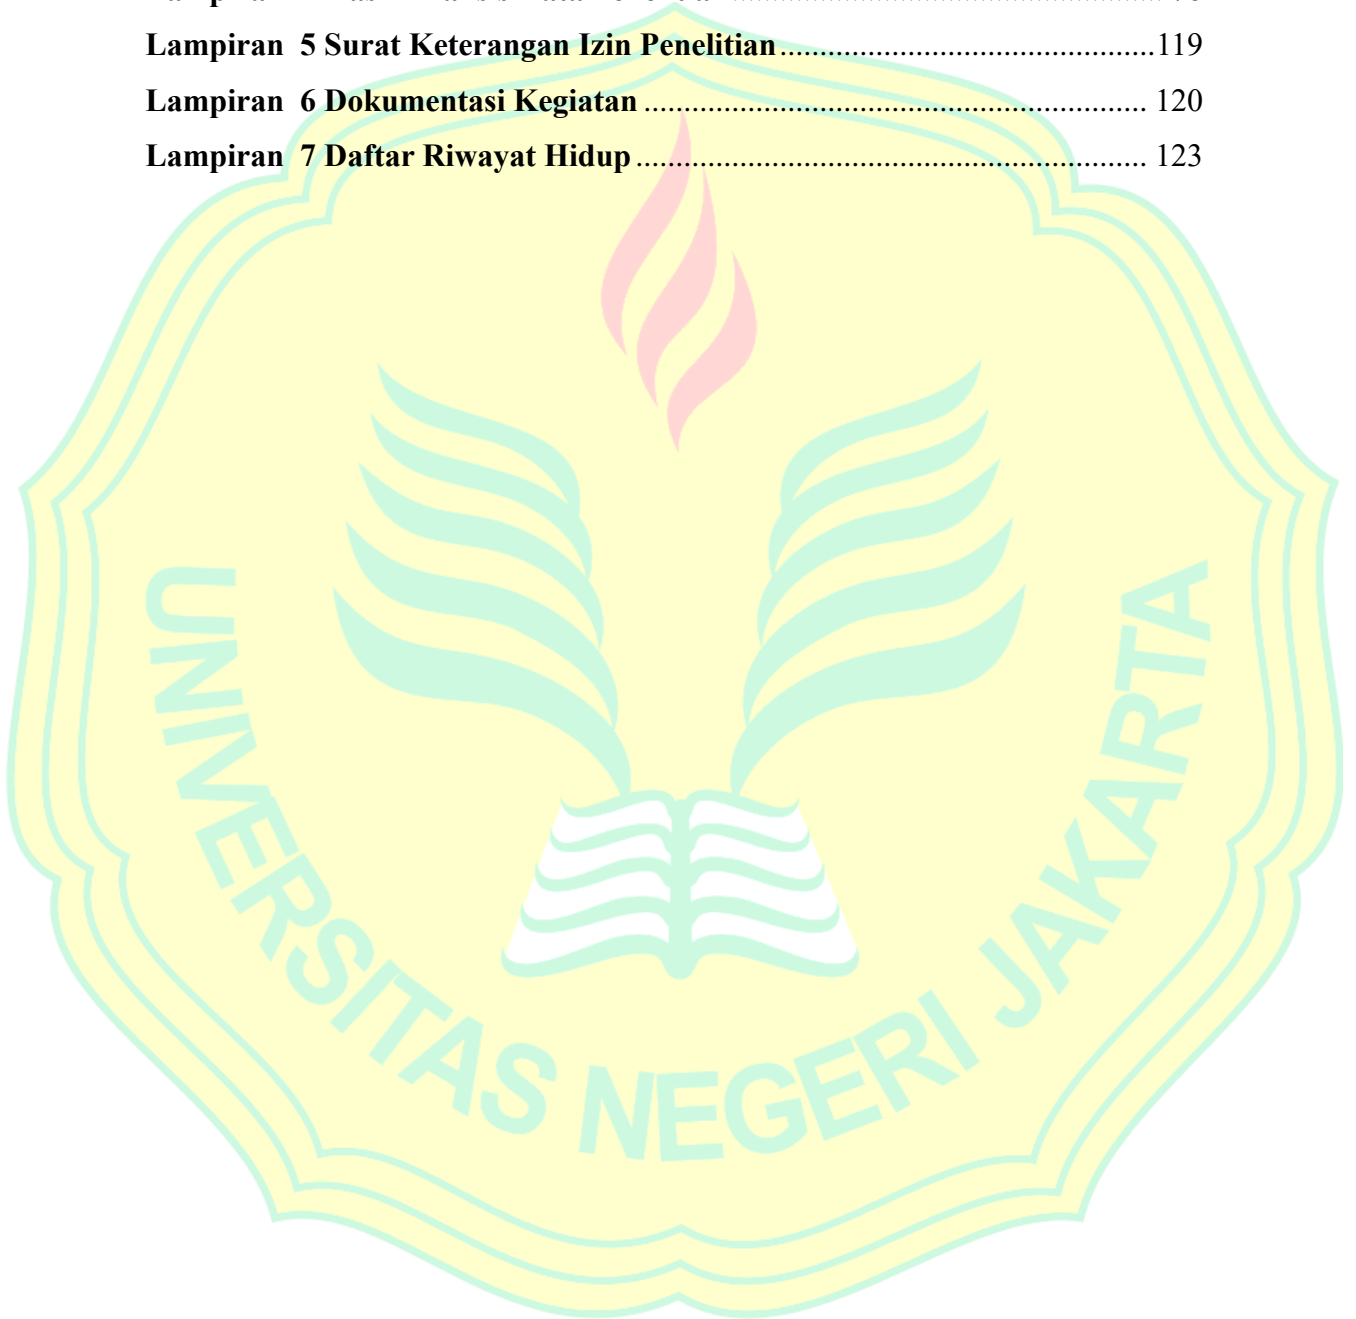 Lampiran  5 Surat Keterangan Izin Penelitian...............................................119
Lampiran  6 Dokumentasi Kegiatan............................................................... 120
Lampiran  7 Daftar Riwayat Hidup................................................................ 123
UNIVERSITAS NEGERI JAKARTA